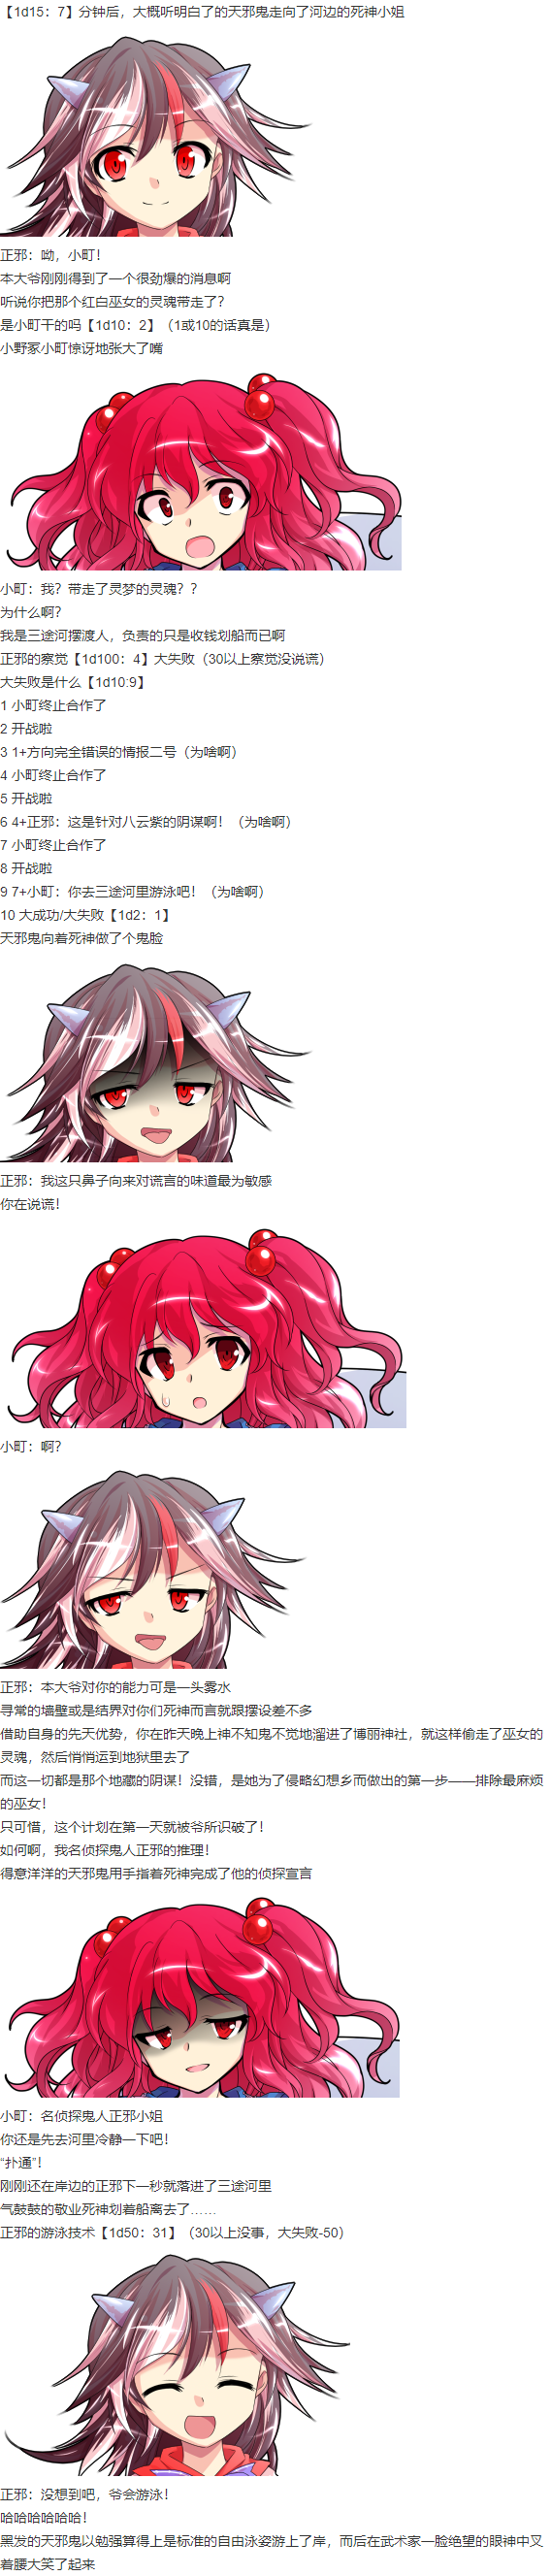 【1d15：7】分钟后，大概听明白了的天邪鬼走向了河边的死神小姐
正邪：呦，小町！
本大爷刚刚得到了一个很劲爆的消息啊
听说你把那个红白巫女的灵魂带走了？
是小町干的吗【1d10：2】（1或10的话真是）
小野冢小町惊讶地张大了嘴
小町：我？带走了灵梦的灵魂？？
为什么啊？
我是三途河摆渡人，负责的只是收钱划船而已啊
正邪的察觉【1d100：4】大失败（30以上察觉没说谎）
大失败是什么【1d10:9】
1 小町终止合作了
2 开战啦
3 1+方向完全错误的情报二号（为啥啊）
4 小町终止合作了
5 开战啦
6 4+正邪：这是针对八云紫的阴谋啊！（为啥啊）
7 小町终止合作了
8 开战啦
9 7+小町：你去三途河里游泳吧！（为啥啊）
10 大成功/大失败【1d2：1】
天邪鬼向着死神做了个鬼脸
正邪：我这只鼻子向来对谎言的味道最为敏感
你在说谎！
小町：啊？
正邪：本大爷对你的能力可是一头雾水
寻常的墙壁或是结界对你们死神而言就跟摆设差不多
借助自身的先天优势，你在昨天晚上神不知鬼不觉地溜进了博丽神社，就这样偷走了巫女的
灵魂，然后悄悄运到地狱里去了
而这一切都是那个地藏的阴谋！没错，是她为了侵略幻想乡而做出的第一步——排除最麻烦
的巫女！
只可惜，这个计划在第一天就被爷所识破了！
如何啊，我名侦探鬼人正邪的推理！
得意洋洋的天邪鬼用手指着死神完成了他的侦探宣言
小町：名侦探鬼人正邪小姐
你还是先去河里冷静一下吧！
“扑通”！
刚刚还在岸边的正邪下一秒就落进了三途河里
气鼓鼓的敬业死神划着船离去了……
正邪的游泳技术【1d50：31】（30以上没事，大失败-50）
正邪：没想到吧，爷会游泳！
哈哈哈哈哈哈！
黑发的天邪鬼以勉强算得上是标准的自由泳姿游上了岸，而后在武术家一脸绝望的眼神中叉
着腰大笑了起来